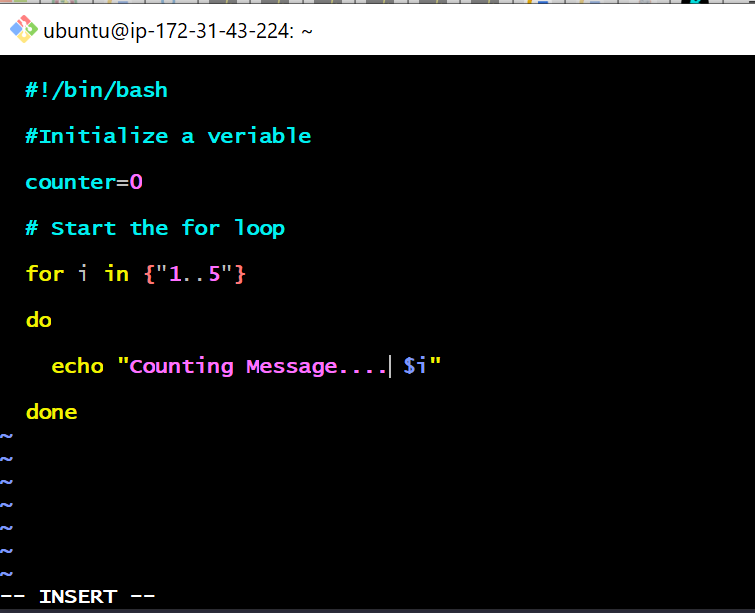 ubuntu@ip-172-31-43-224: ~
#!/bin/bash
#Initialize a veriable
counter=0
# Start the for loop
for i in {"1..5"}
do
echo "Counting Message.... $i"
done
~
~
~
~
~
~
~
-- INSERT --